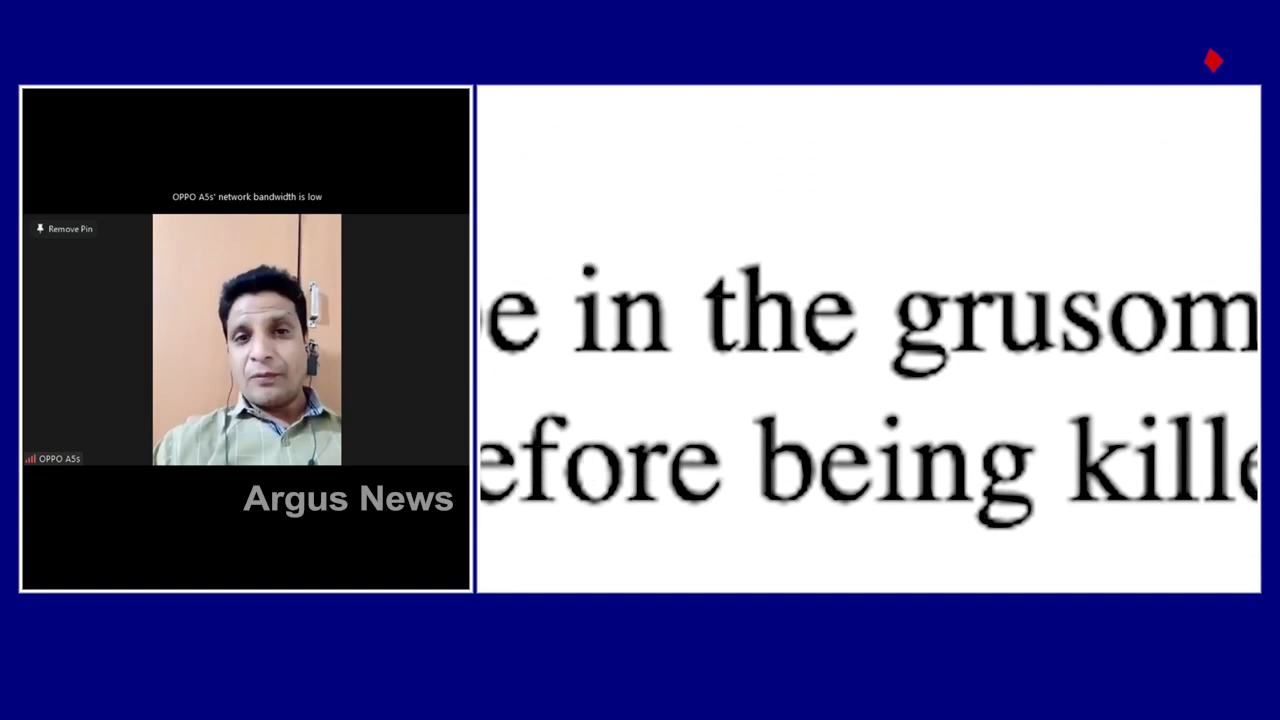 OPPO A5s' network bandwidth is low
Remove Pin
OPPO A5s
Argus News
e in the grusom
efore being kille